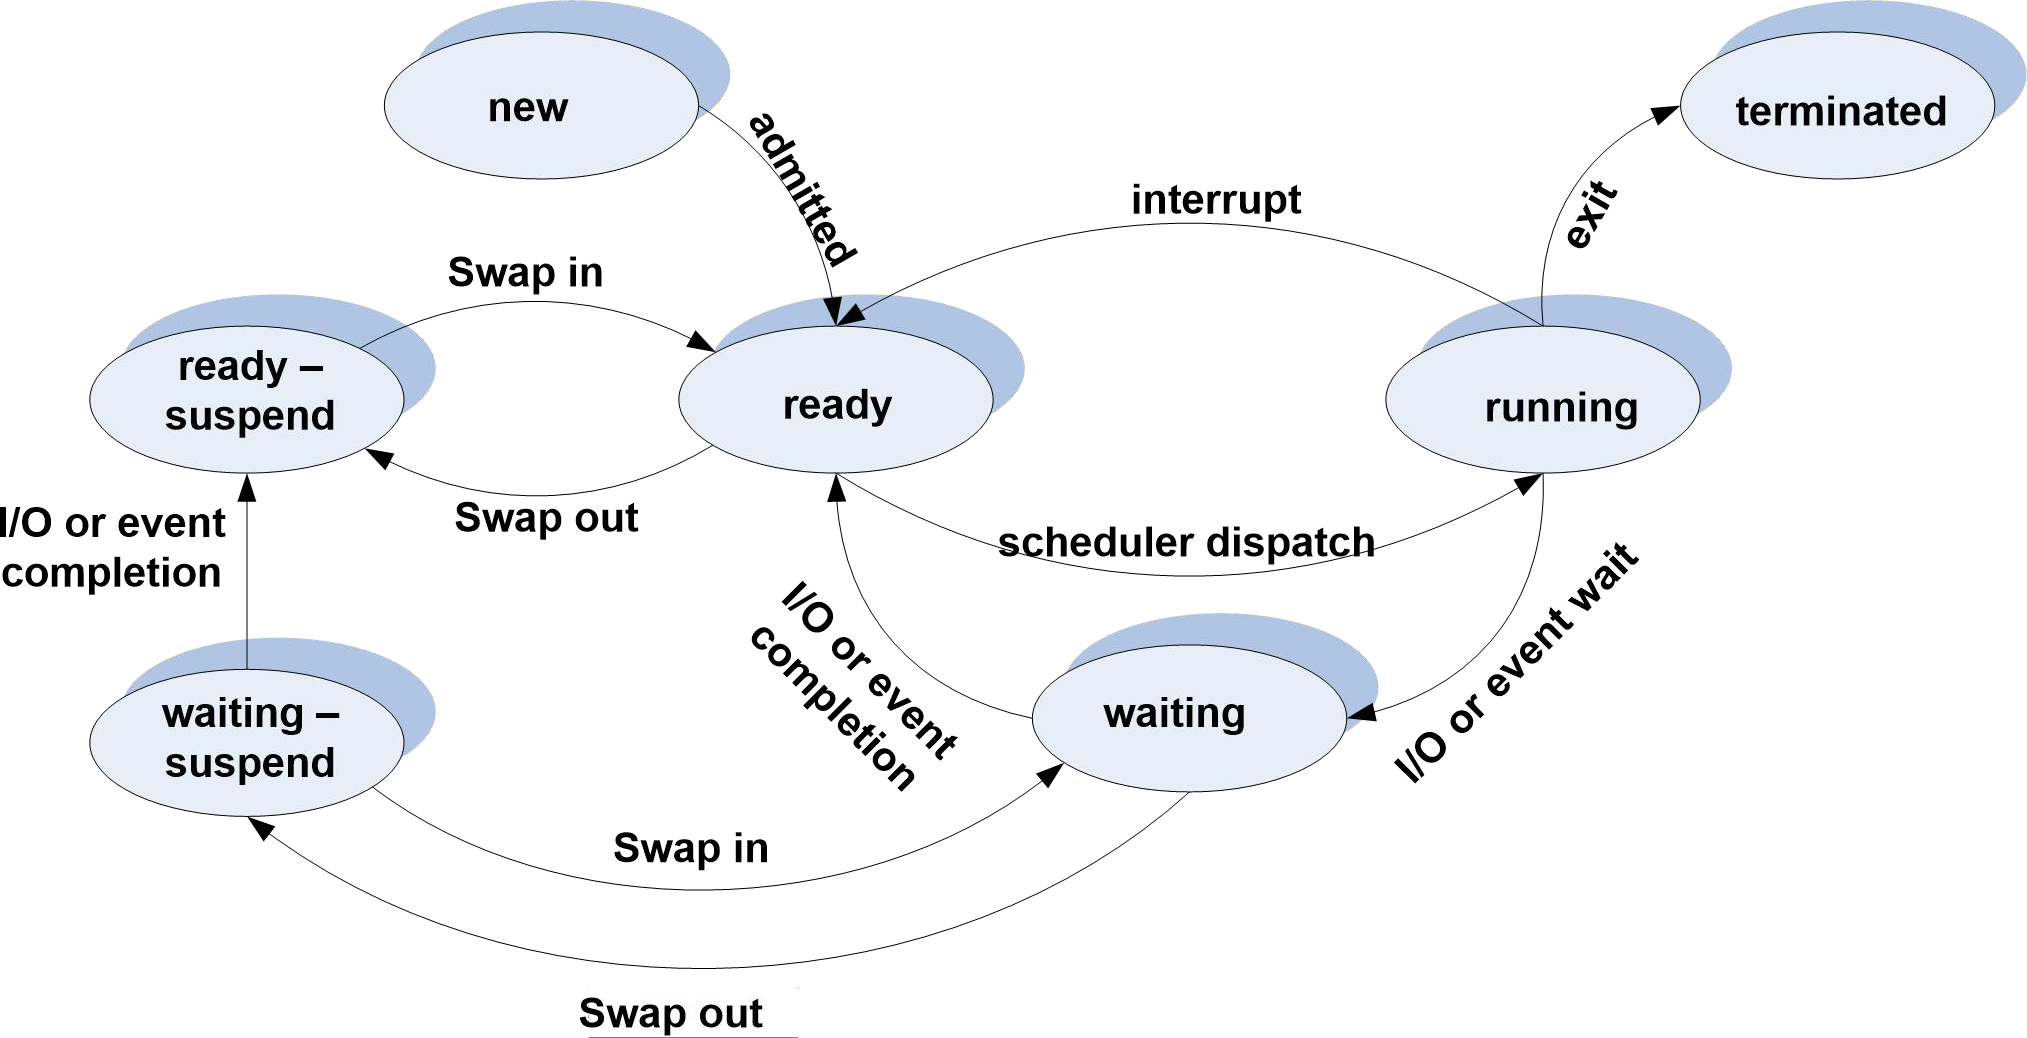 new
terminated
admitted
interrupt
exit
Swap in
ready –
suspend
ready
running
Swap out
I/O or event
completion
scheduler dispatch
I/O or event
completion
I/O or event wait
waiting –
suspend
waiting
Swap in
Swap out